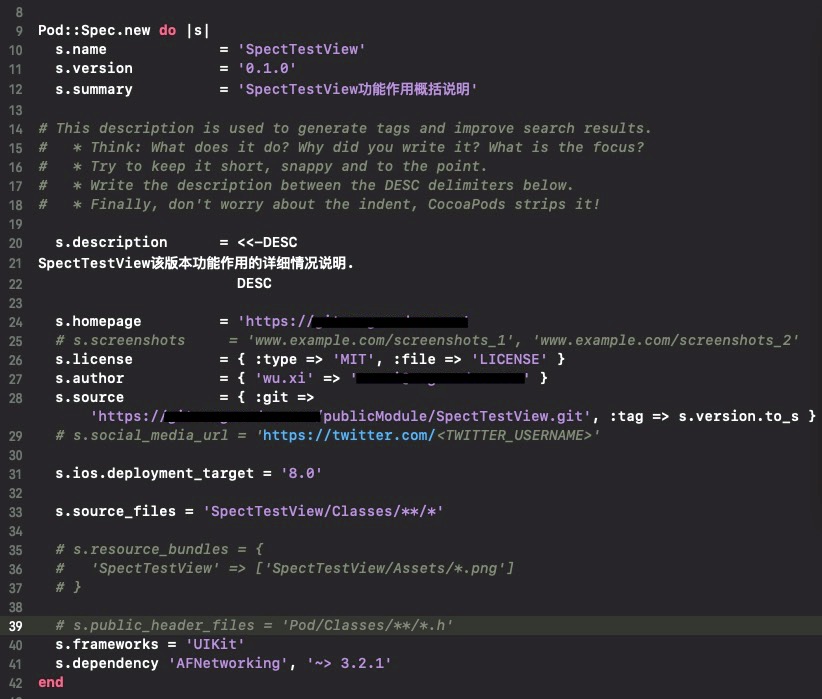 8
9 Pod::Spec.new do |s|
10 s.name = 'SpectTestView'
11 s.version = '0.1.0'
12 s.summary = 'SpectTestView功能作用概括说明'
13
14 # This description is used to generate tags and improve search results.
15 # * Think: What does it do? Why did you write it? What is the focus?
16 # * Try to keep it short, snappy and to the point.
17 # * Write the description between the DESC delimiters below.
18 # * Finally, don't worry about the indent, CocoaPods strips it!
19
20 s.description = <<-DESC
21 SpectTestView该版本功能作用的详细情况说明.
22 DESC
23
24 s.homepage = 'https://
25 # s.screenshots = 'www.example.com/screenshots_1', 'www.example.com/screenshots_2'
26 s.license = { :type => 'MIT', :file => 'LICENSE' }
27 s.author = { 'wu.xi' => ' ' }
28 s.source = { :git =>
'https:// /publicModule/SpectTestView.git', :tag => s.version.to_s }
29 # s.social_media_url = 'https://twitter.com/<TWITTER_USERNAME>'
30
31 s.ios.deployment_target = '8.0'
32
33 s.source_files = 'SpectTestView/Classes/**/*'
34
35 # s.resource_bundles = {
36 # 'SpectTestView' => ['SpectTestView/Assets/*.png']
37 # }
38
39 # s.public_header_files = 'Pod/Classes/**/*.h'
40 s.frameworks = 'UIKit'
41 s.dependency 'AFNetworking', '~> 3.2.1'
42 end